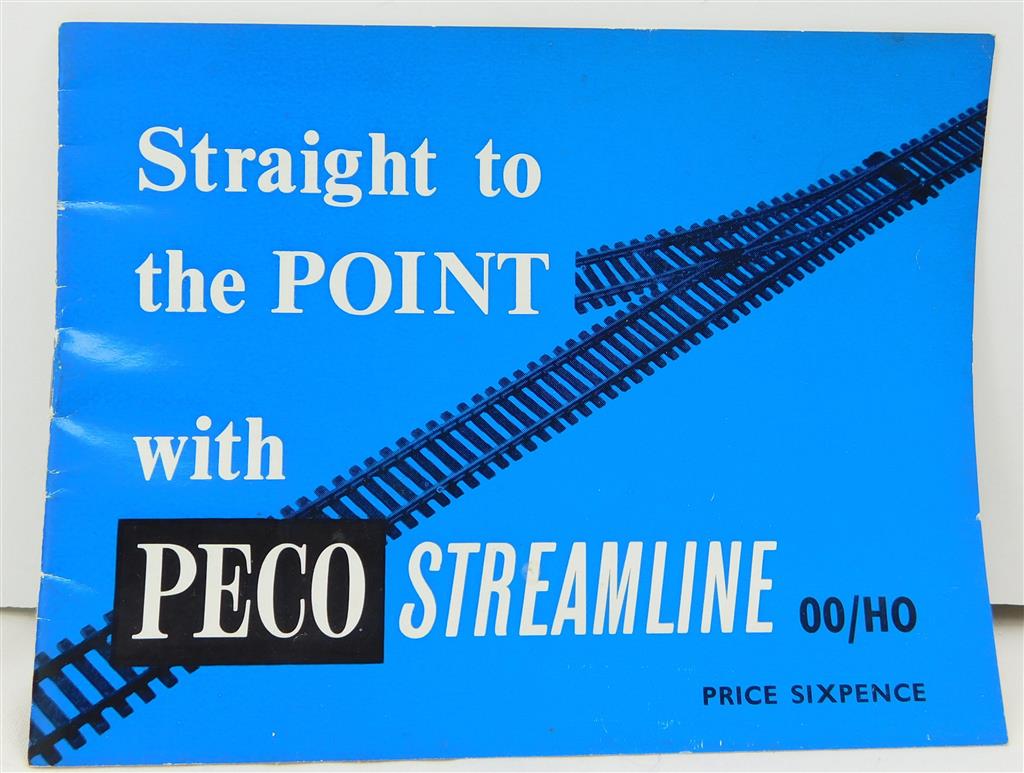 Straight to
the POINT
with
PECO STREAMLINE 00/HO
PRICE SIXPENCE